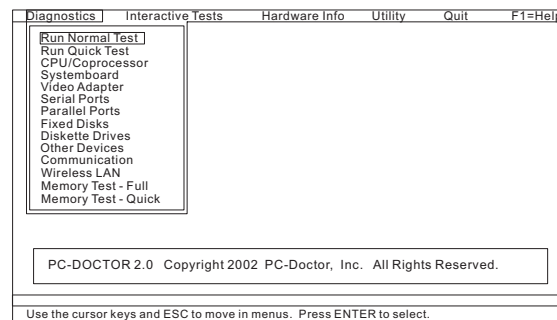 Diagnostics Interactive Tests Hardware Info Utility Quit F1=Help
Run Normal Test
Run Quick Test
CPU/Coprocessor
Systemboard
Video Adapter
Serial Ports
Parallel Ports
Fixed Disks
Diskette Drives
Other Devices
Communication
Wireless LAN
Memory Test - Full
Memory Test - Quick
PC-DOCTOR 2.0 Copyright 2002 PC-Doctor, Inc. All Rights Reserved.
Use the cursor keys and ESC to move in menus. Press ENTER to select.